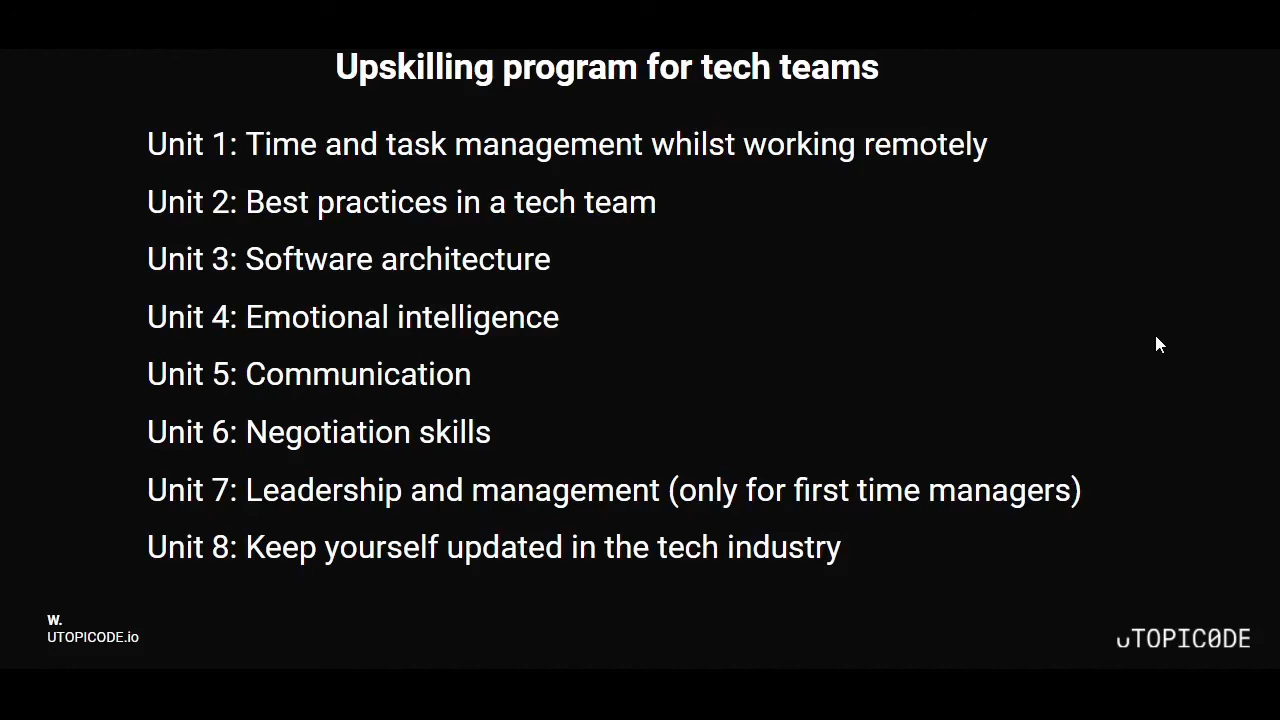 Upskilling program for tech teams
Unit 1: Time and task management whilst working remotely
Unit 2: Best practices in a tech team
Unit 3: Software architecture
Unit 4: Emotional intelligence
Unit 5: Communication
Unit 6: Negotiation skills
Unit 7: Leadership and management (only for first time managers)
Unit 8: Keep yourself updated in the tech industry
W.
UTOPICODE.io
UTOPIC0DE